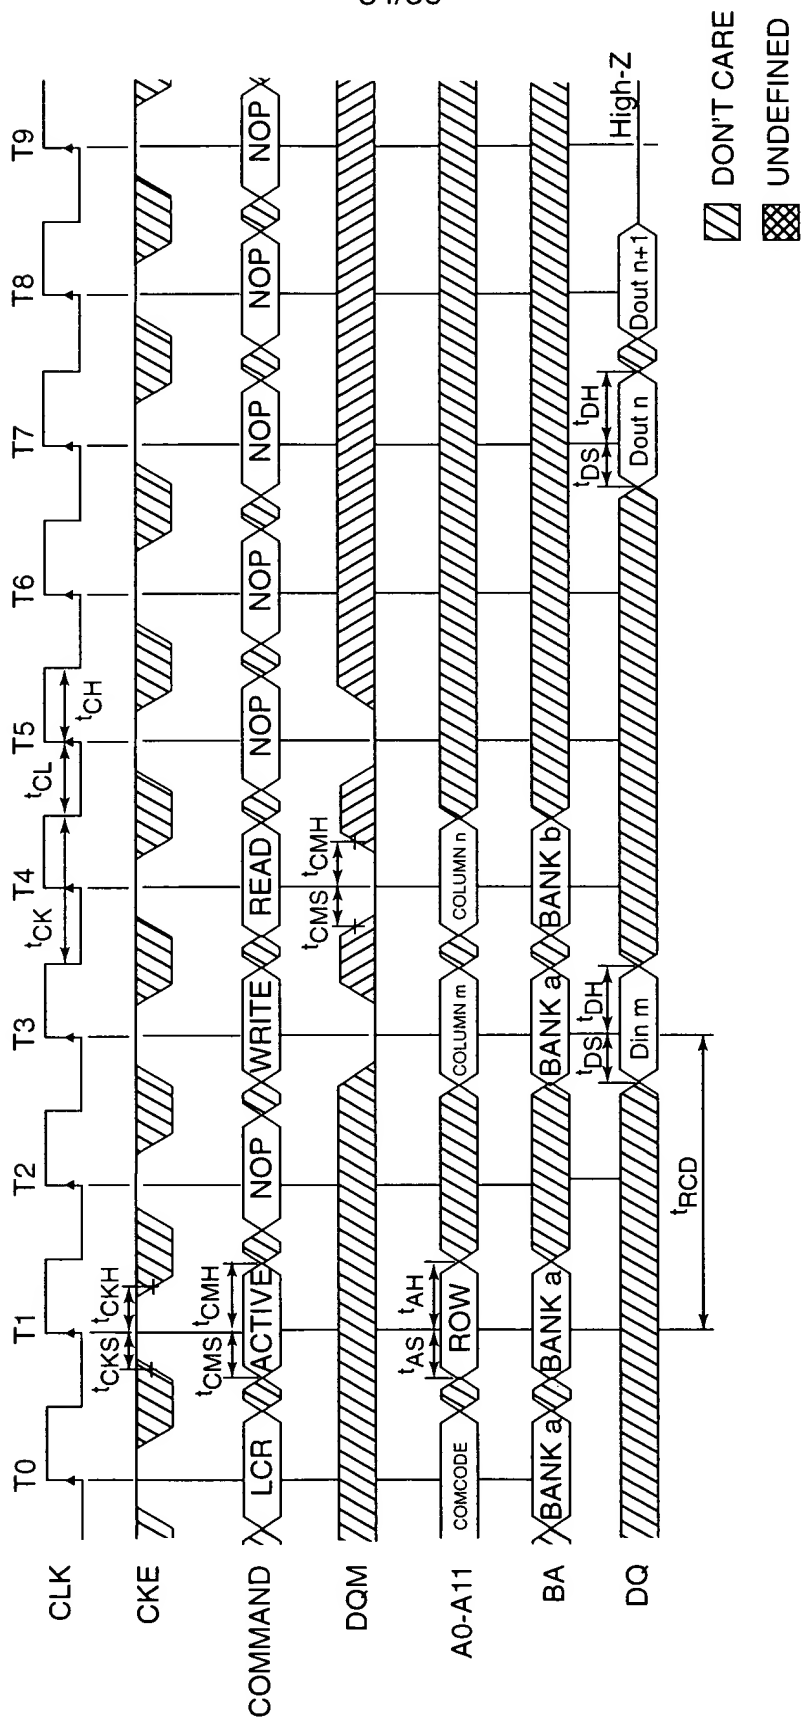 T0 T1 T2 T3 T4 T5 T6 T7 T8 T9
CLK
tCK tCL tCH
CKE
tCKS tCKH
COMMAND
tCMS tCMH
LCR ACTIVE NOP WRITE READ NOP NOP NOP NOP NOP
DQM
tCMS tCMH
A0-A11
tAS tAH
COMCODE ROW COLUMN m COLUMN n
BA
BANK a BANK a BANK a BANK b
DQ
tDS tDH tDS tDH
Din m Dout n Dout n+1 High-Z
tRCD
DON'T CARE
UNDEFINED